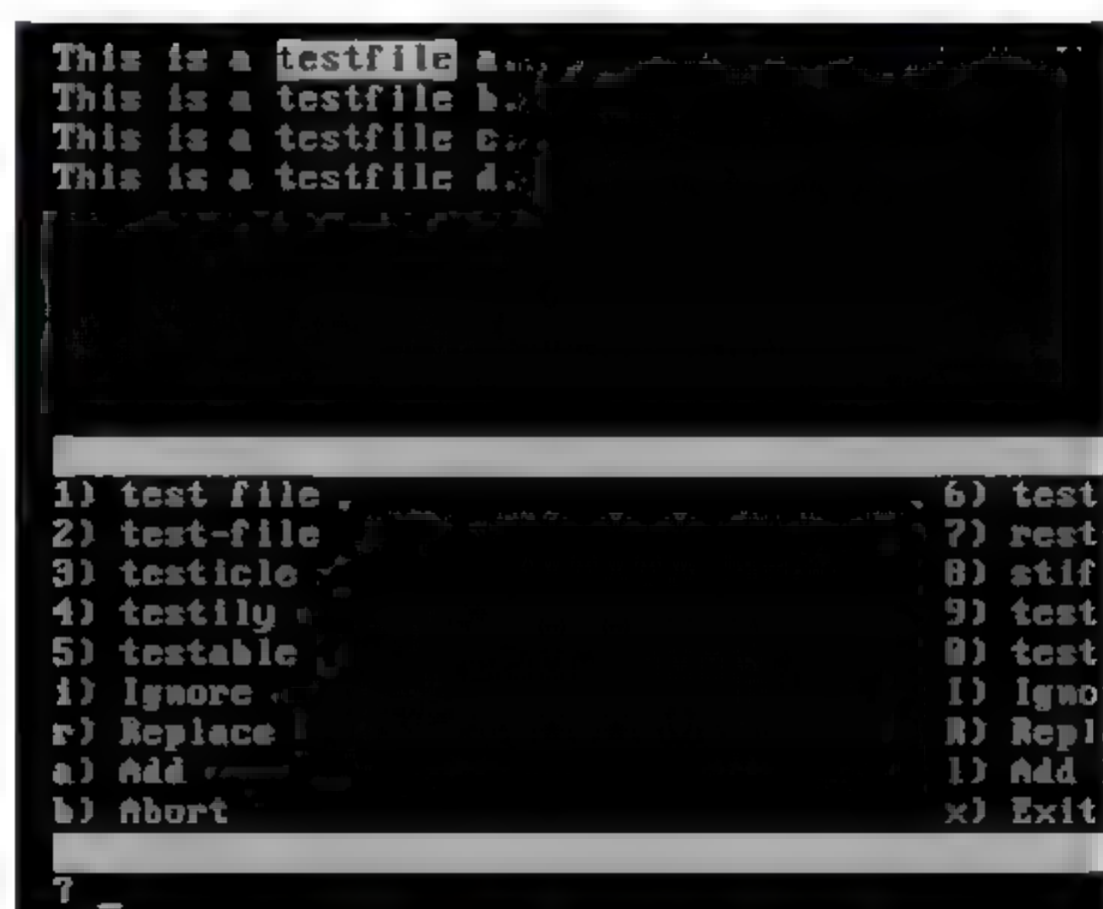 This is a testfile a.
This is a testfile b.
This is a testfile c.
This is a testfile d.
1) test file 6) test
2) test-file 7) rest
3) testicle 8) stif
4) testily 9) test
5) testable 0) test
i) Ignore I) Igno
r) Replace R) Repl
a) Add l) Add
b) Abort x) Exit
?